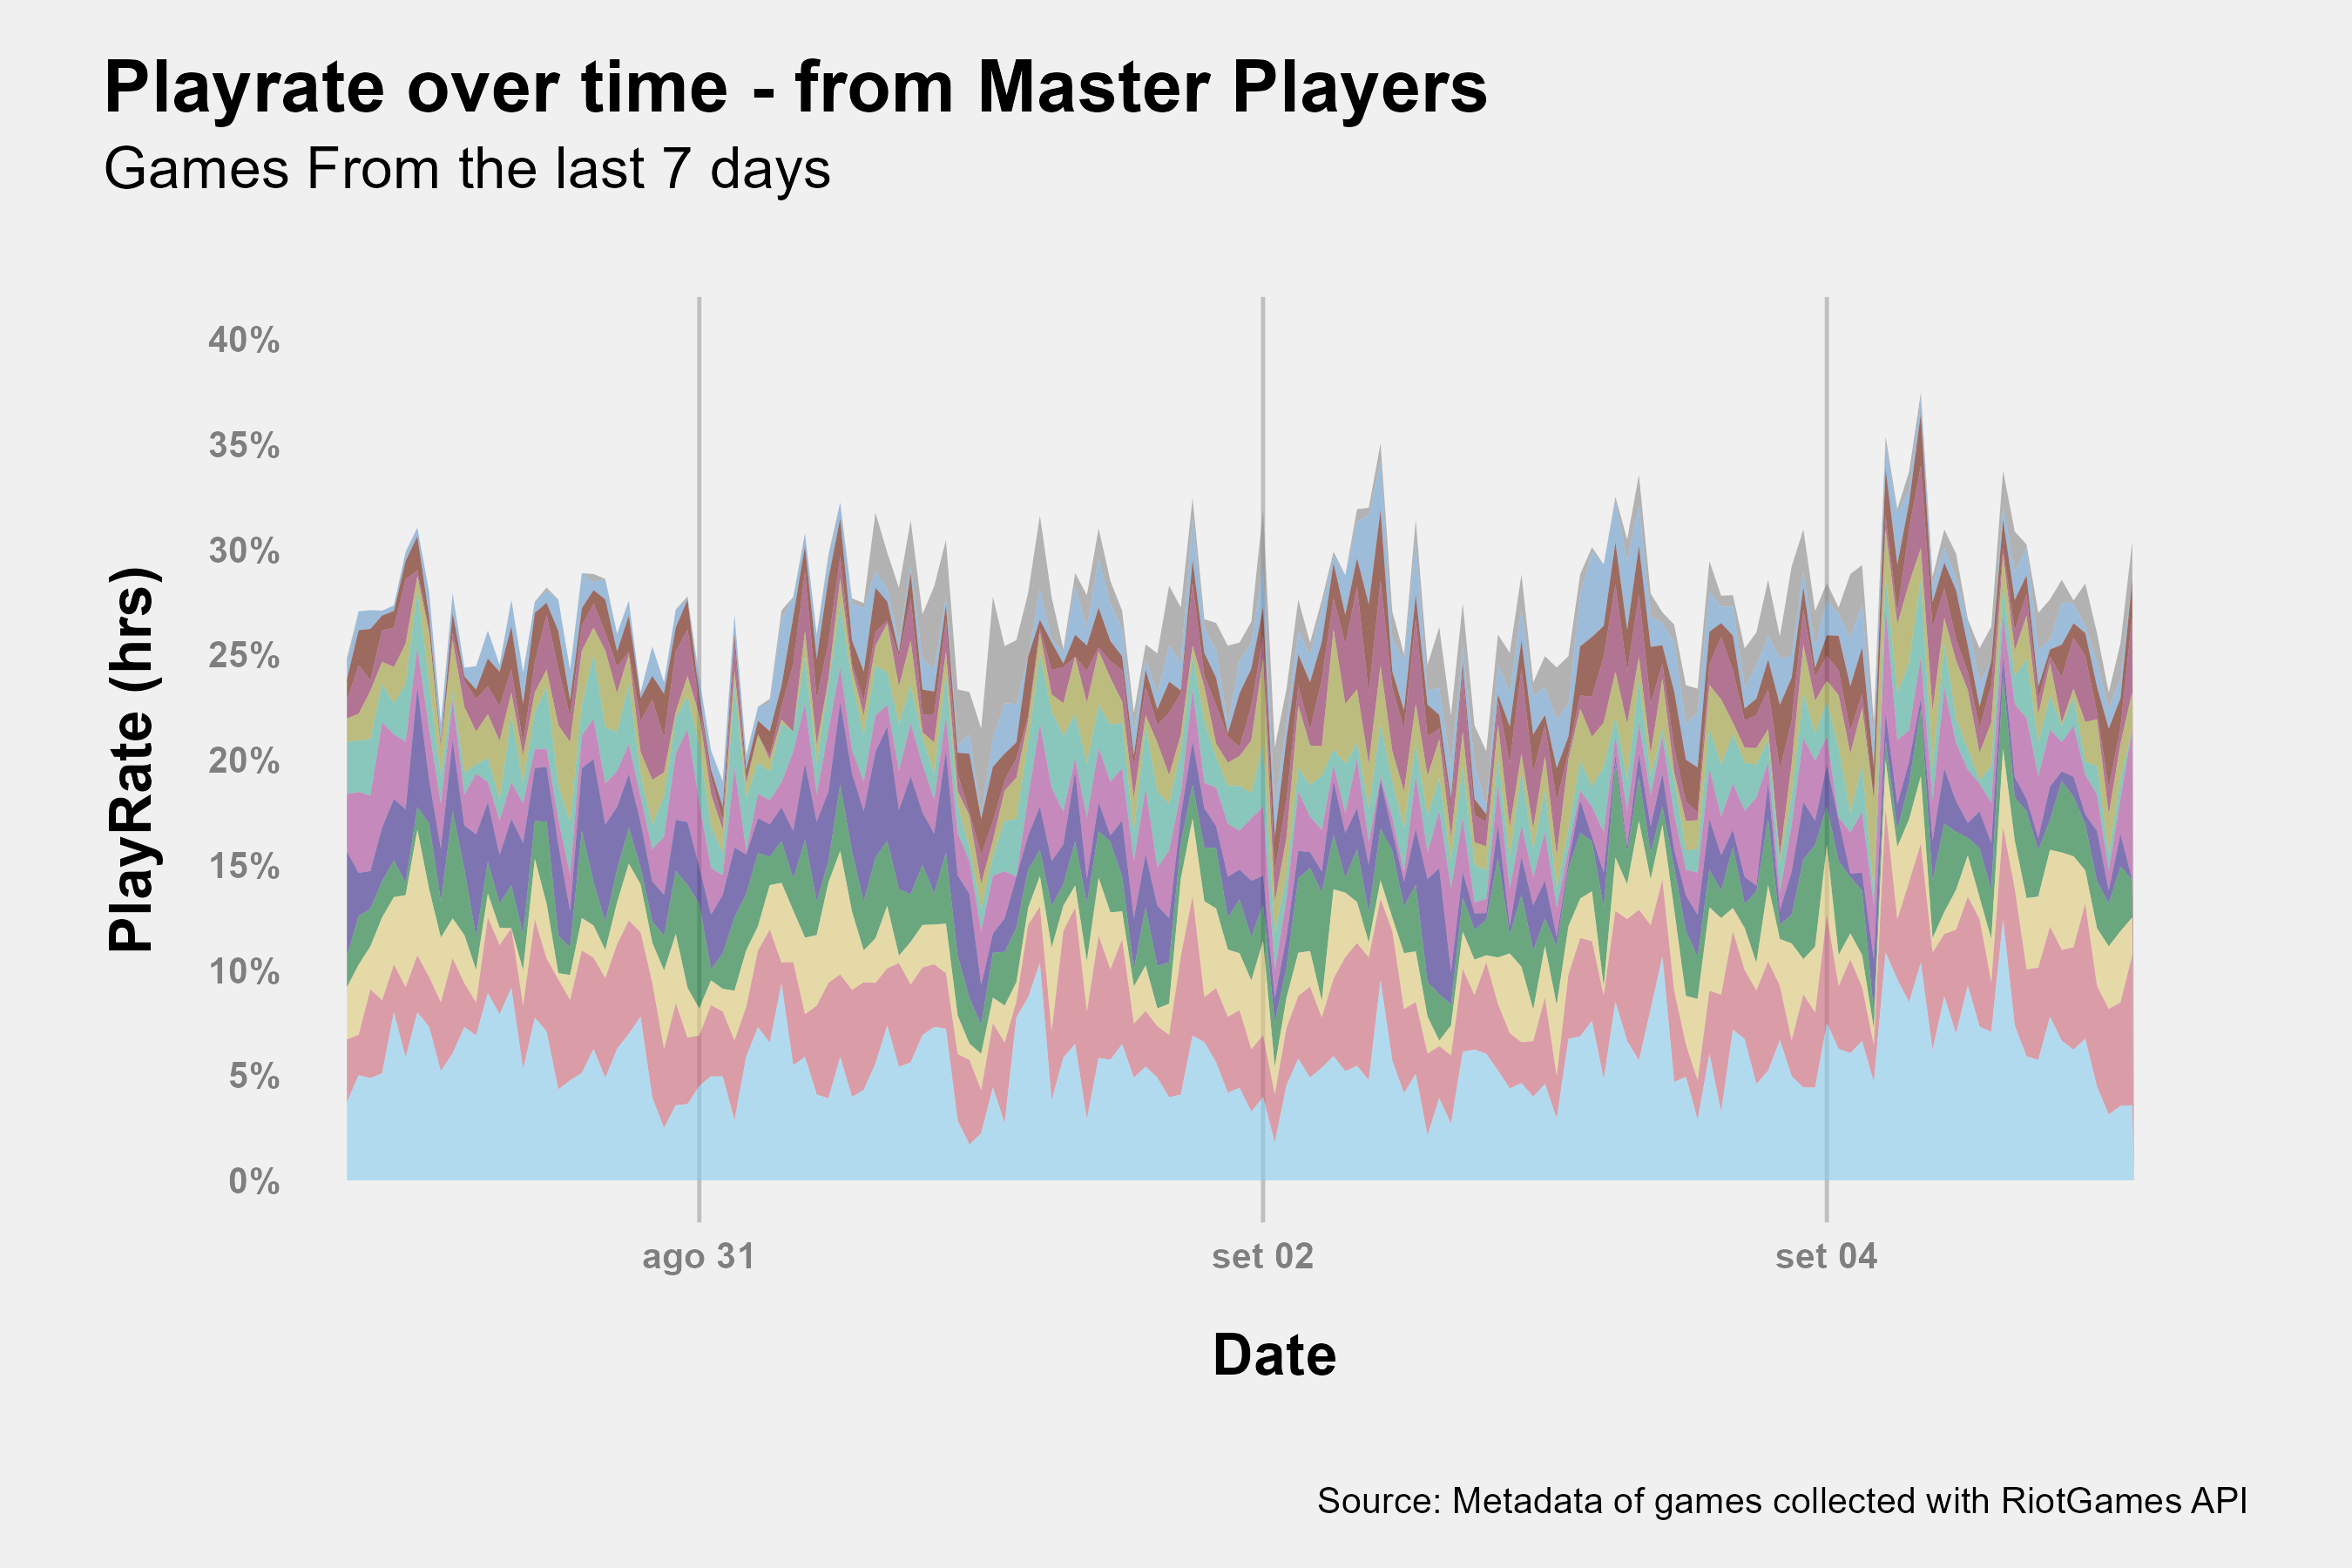 Playrate over time - from Master Players
Games From the last 7 days
PlayRate (hrs)
40%
35%
30%
25%
20%
15%
10%
5%
0%
ago 31
set 02
set 04
Date
Source: Metadata of games collected with RiotGames API